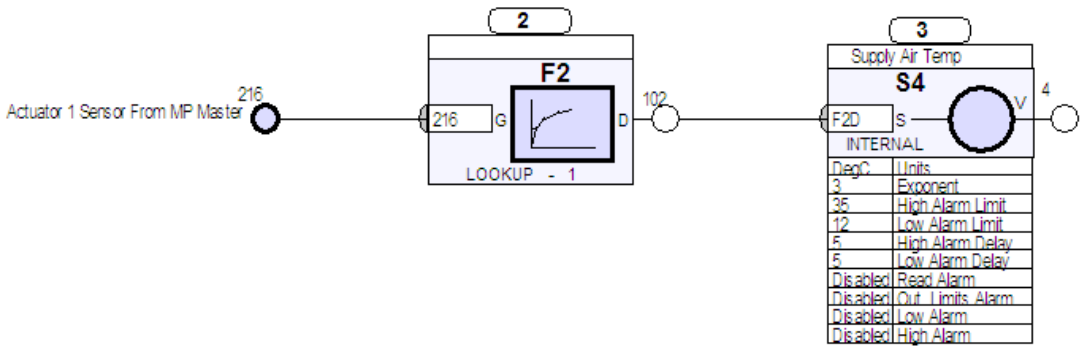 2
3
Supply Air Temp
F2
S4
216
Actuator 1 Sensor From MP Master
216 G D
102
F2D S V
4
INTERNAL
LOOKUP - 1
DegC Units
3 Exponent
35 High Alarm Limit
12 Low Alarm Limit
5 High Alarm Delay
5 Low Alarm Delay
Disabled Read Alarm
Disabled Out Limits Alarm
Disabled Low Alarm
Disabled High Alarm